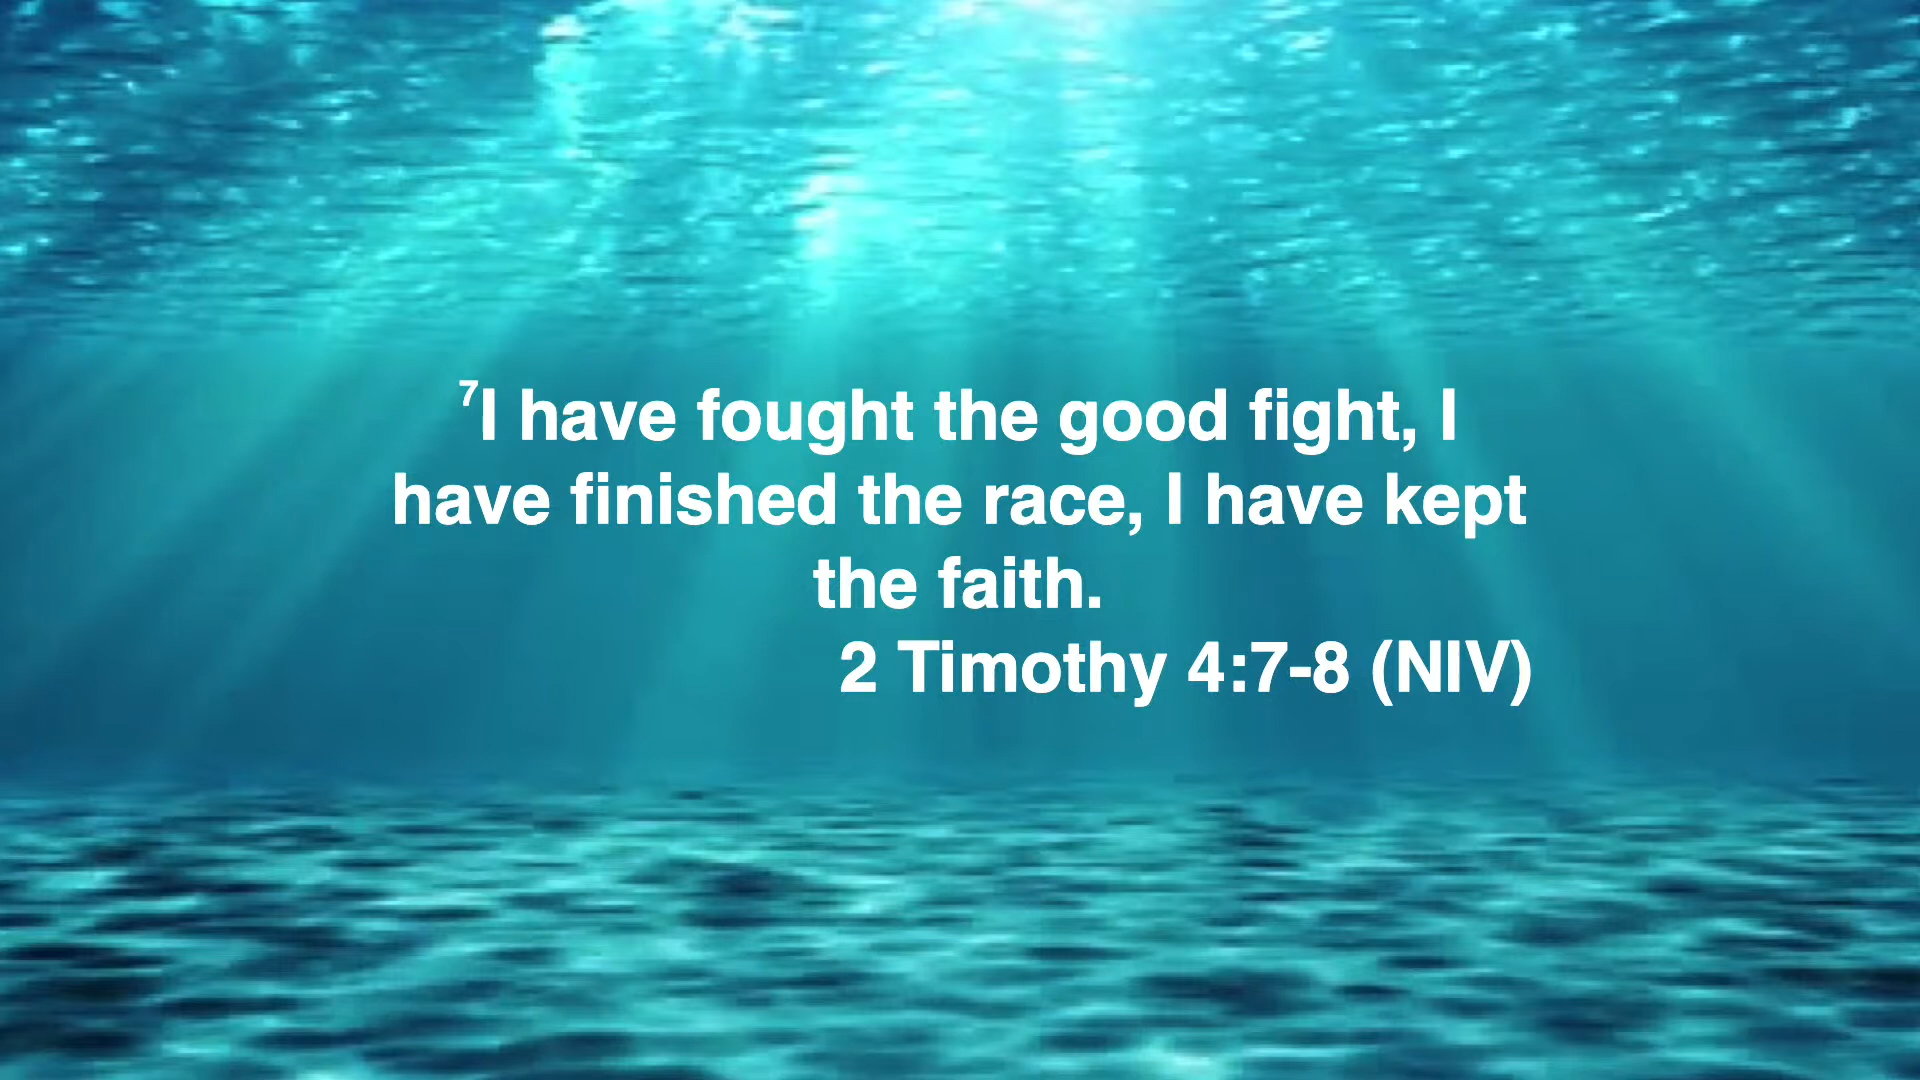 ⁷I have fought the good fight, I
have finished the race, I have kept
the faith.
2 Timothy 4:7-8 (NIV)